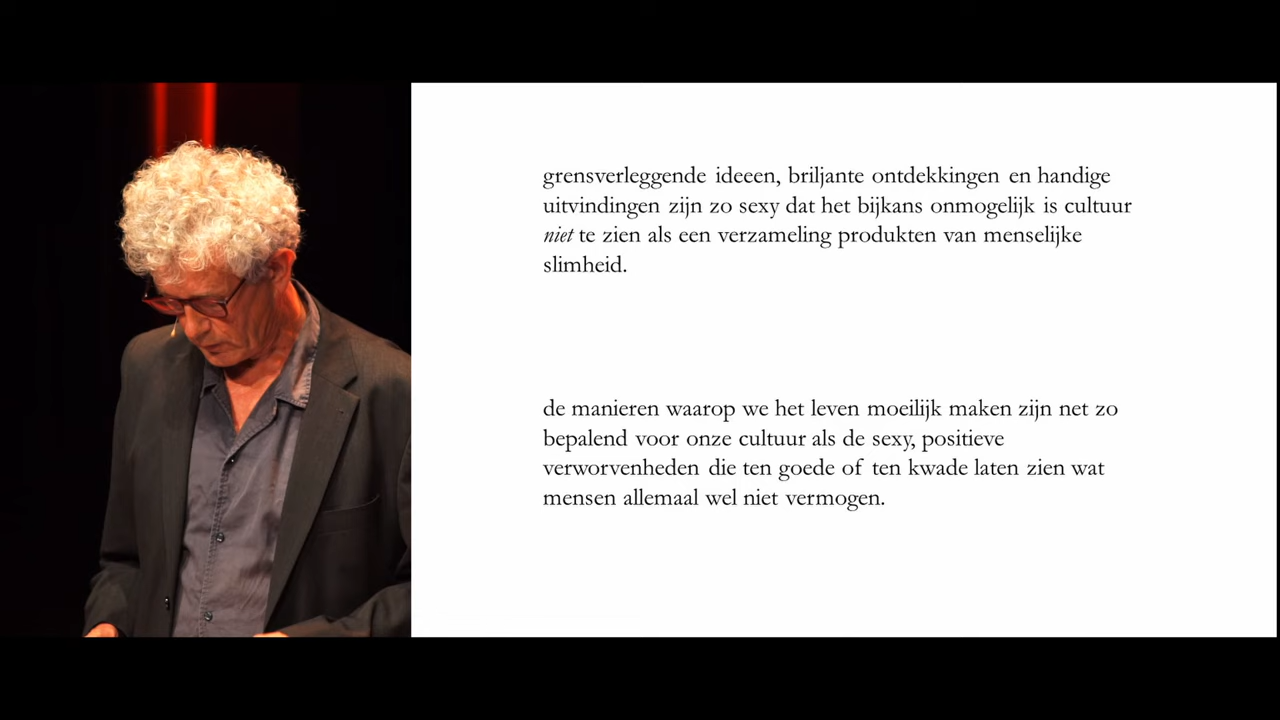 grensverleggende ideeen, briljante ontdekkingen en handige
uitvindingen zijn zo sexy dat het bijkans onmogelijk is cultuur
niet te zien als een verzameling produkten van menselijke
slimheid.
de manieren waarop we het leven moeilijk maken zijn net zo
bepalend voor onze cultuur als de sexy, positieve
verworvenheden die ten goede of ten kwade laten zien wat
mensen allemaal wel niet vermogen.